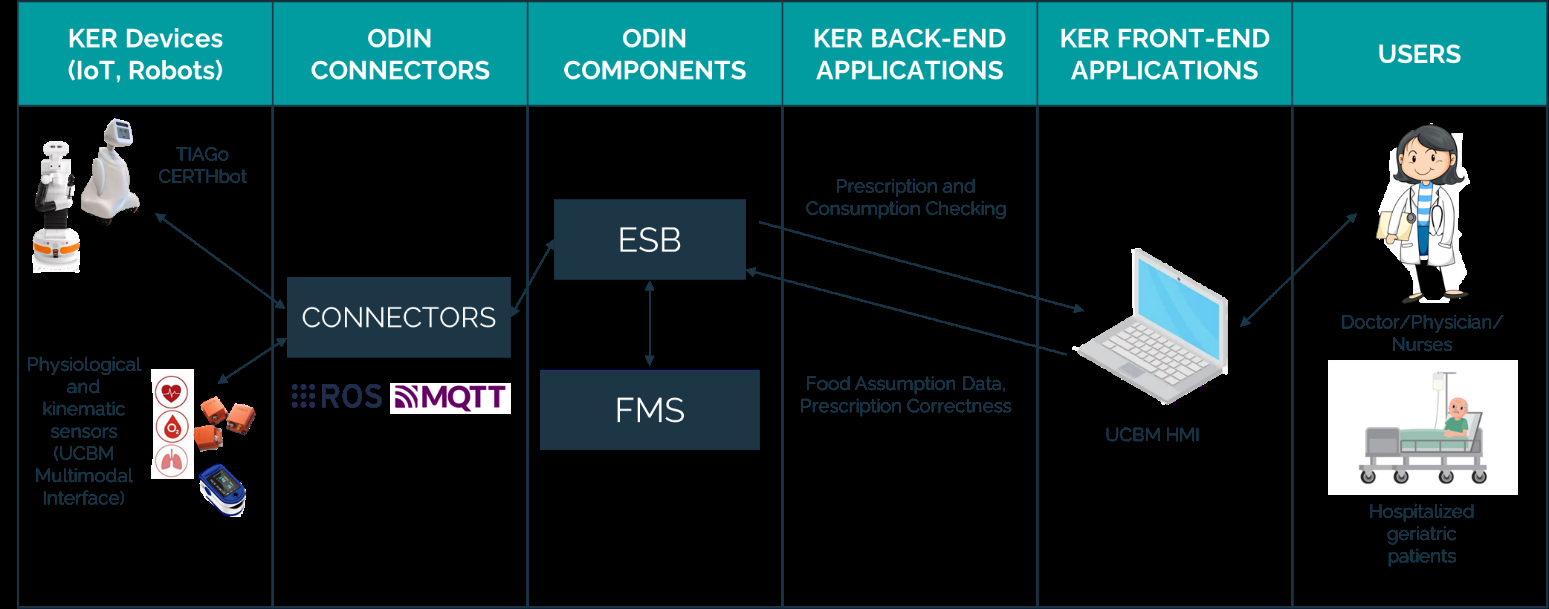 KER Devices
(IoT, Robots)
ODIN
CONNECTORS
ODIN
COMPONENTS
KER BACK-END
APPLICATIONS
KER FRONT-END
APPLICATIONS
USERS
TIAGo
CERTHbot
Physiological
and
kinematic
sensors
(UCBM
Multimodal
Interface)
O₂
CONNECTORS
ROS
MQTT
ESB
FMS
Prescription and
Consumption Checking
Food Assumption Data,
Prescription Correctness
UCBM HMI
Doctor/Physician/
Nurses
Hospitalized
geriatric
patients